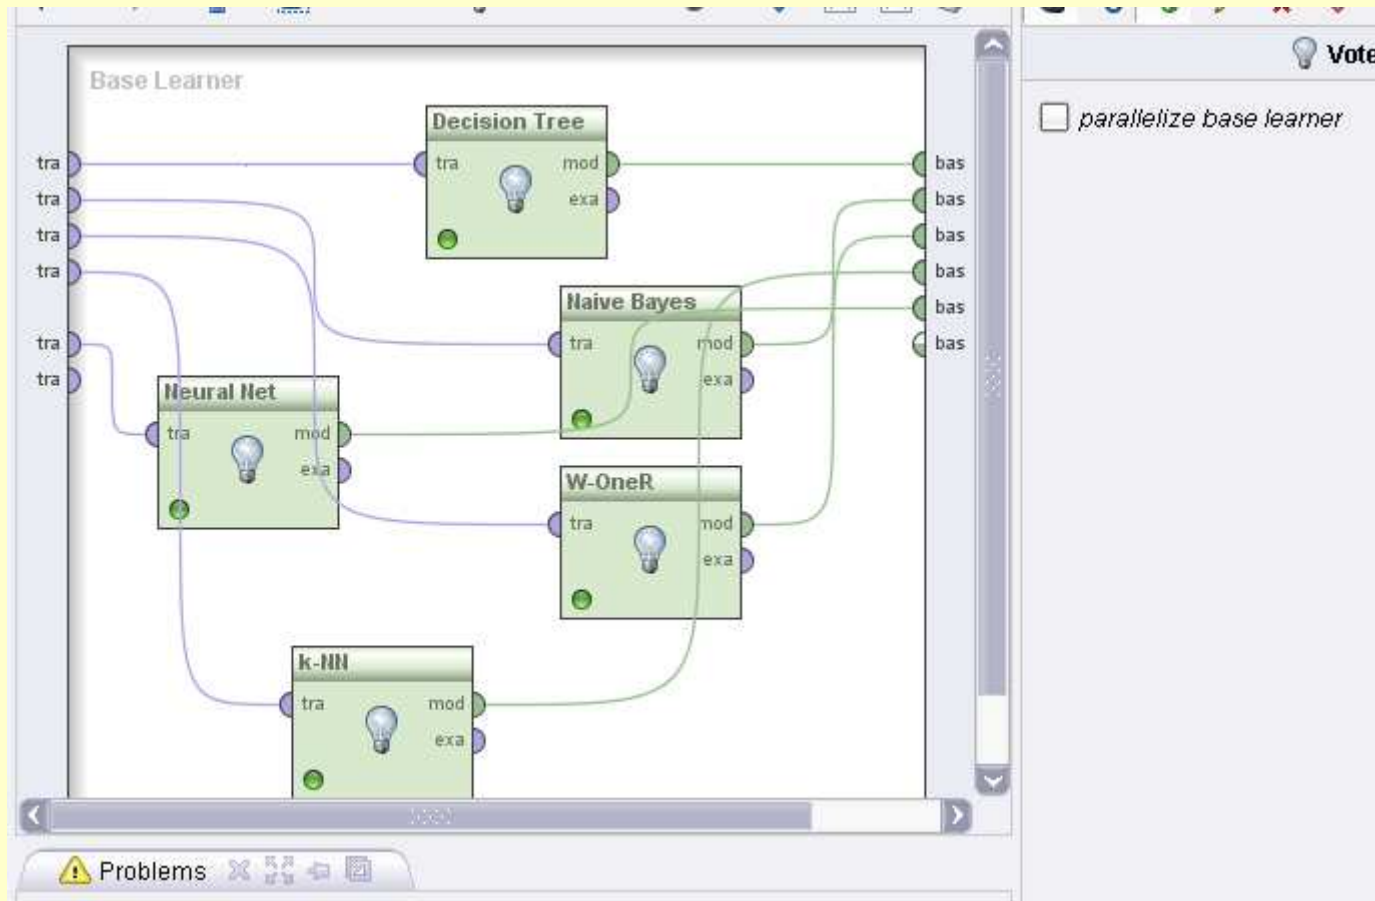 Vote
parallelize base learner
Base Learner
Decision Tree
tra
tra
mod
bas
exa
tra
bas
tra
bas
tra
bas
Naive Bayes
bas
tra
tra
mod
bas
exa
tra
Neural Net
tra
mod
exa
W-OneR
tra
mod
exa
k-NN
tra
mod
exa
Problems